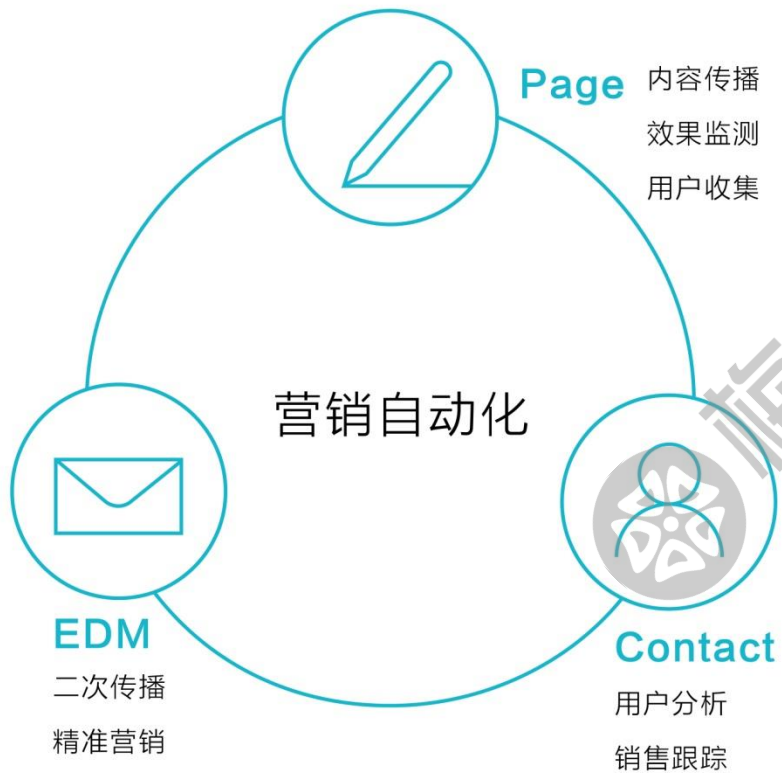 Page
内容传播
效果监测
用户收集
营销自动化
EDM
二次传播
精准营销
Contact
用户分析
销售跟踪